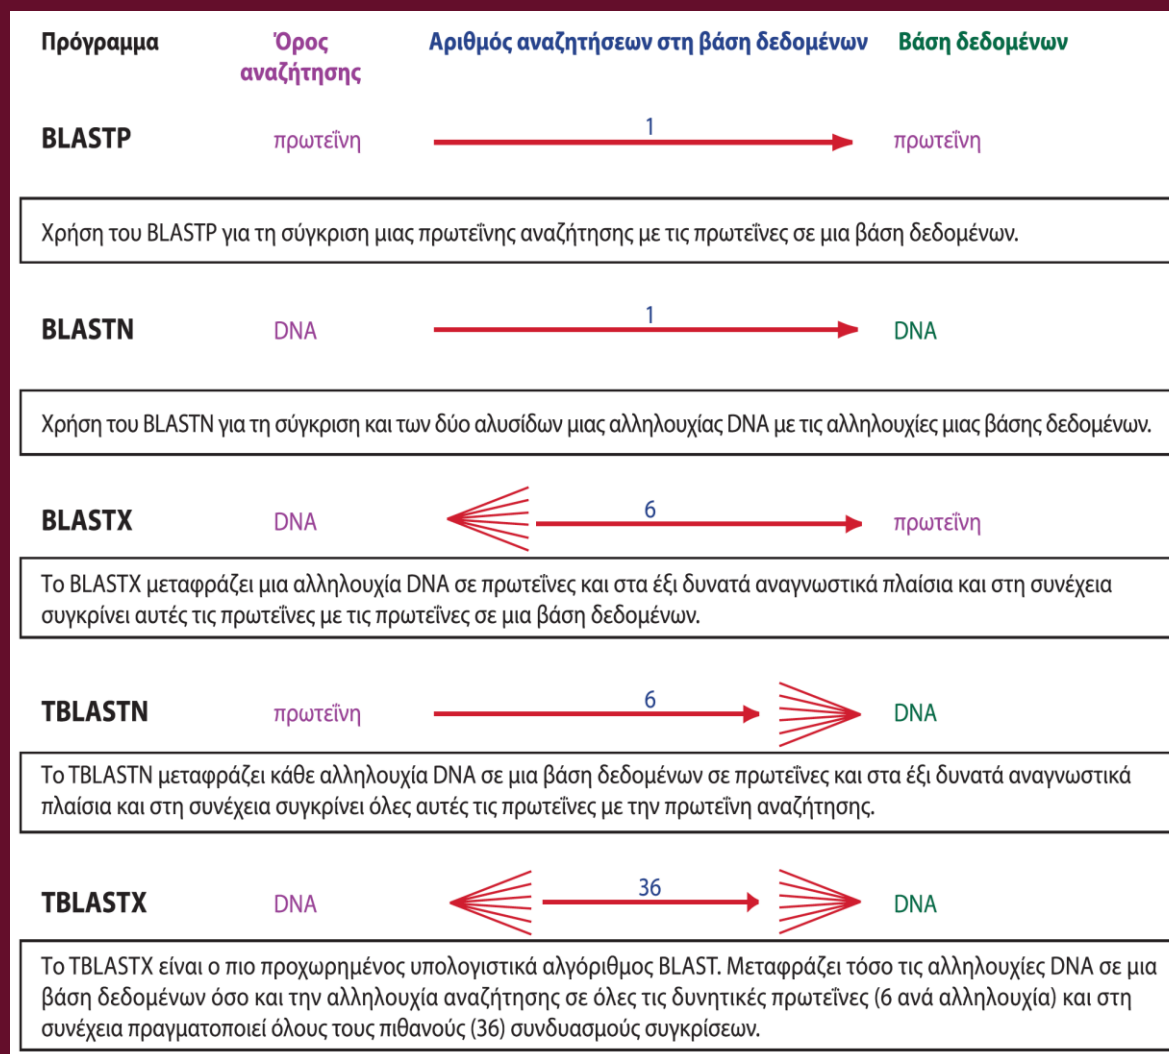 Πρόγραμμα Όρος αναζήτησης Αριθμός αναζητήσεων στη βάση δεδομένων Βάση δεδομένων
BLASTP πρωτεΐνη 1 πρωτεΐνη
Χρήση του BLASTP για τη σύγκριση μιας πρωτεΐνης αναζήτησης με τις πρωτεΐνες σε μια βάση δεδομένων.
BLASTN DNA 1 DNA
Χρήση του BLASTN για τη σύγκριση και των δύο αλυσίδων μιας αλληλουχίας DNA με τις αλληλουχίες μιας βάσης δεδομένων.
BLASTX DNA 6 πρωτεΐνη
Το BLASTX μεταφράζει μια αλληλουχία DNA σε πρωτεΐνες και στα έξι δυνατά αναγνωστικά πλαίσια και στη συνέχεια
συγκρίνει αυτές τις πρωτεΐνες με τις πρωτεΐνες σε μια βάση δεδομένων.
TBLASTN πρωτεΐνη 6 DNA
Το TBLASTN μεταφράζει κάθε αλληλουχία DNA σε μια βάση δεδομένων σε πρωτεΐνες και στα έξι δυνατά αναγνωστικά
πλαίσια και στη συνέχεια συγκρίνει όλες αυτές τις πρωτεΐνες με την πρωτεΐνη αναζήτησης.
TBLASTX DNA 36 DNA
Το TBLASTX είναι ο πιο προχωρημένος υπολογιστικά αλγόριθμος BLAST. Μεταφράζει τόσο τις αλληλουχίες DNA σε μια
βάση δεδομένων όσο και την αλληλουχία αναζήτησης σε όλες τις δυνητικές πρωτεΐνες (6 ανά αλληλουχία) και στη
συνέχεια πραγματοποιεί όλους τους πιθανούς (36) συνδυασμούς συγκρίσεων.